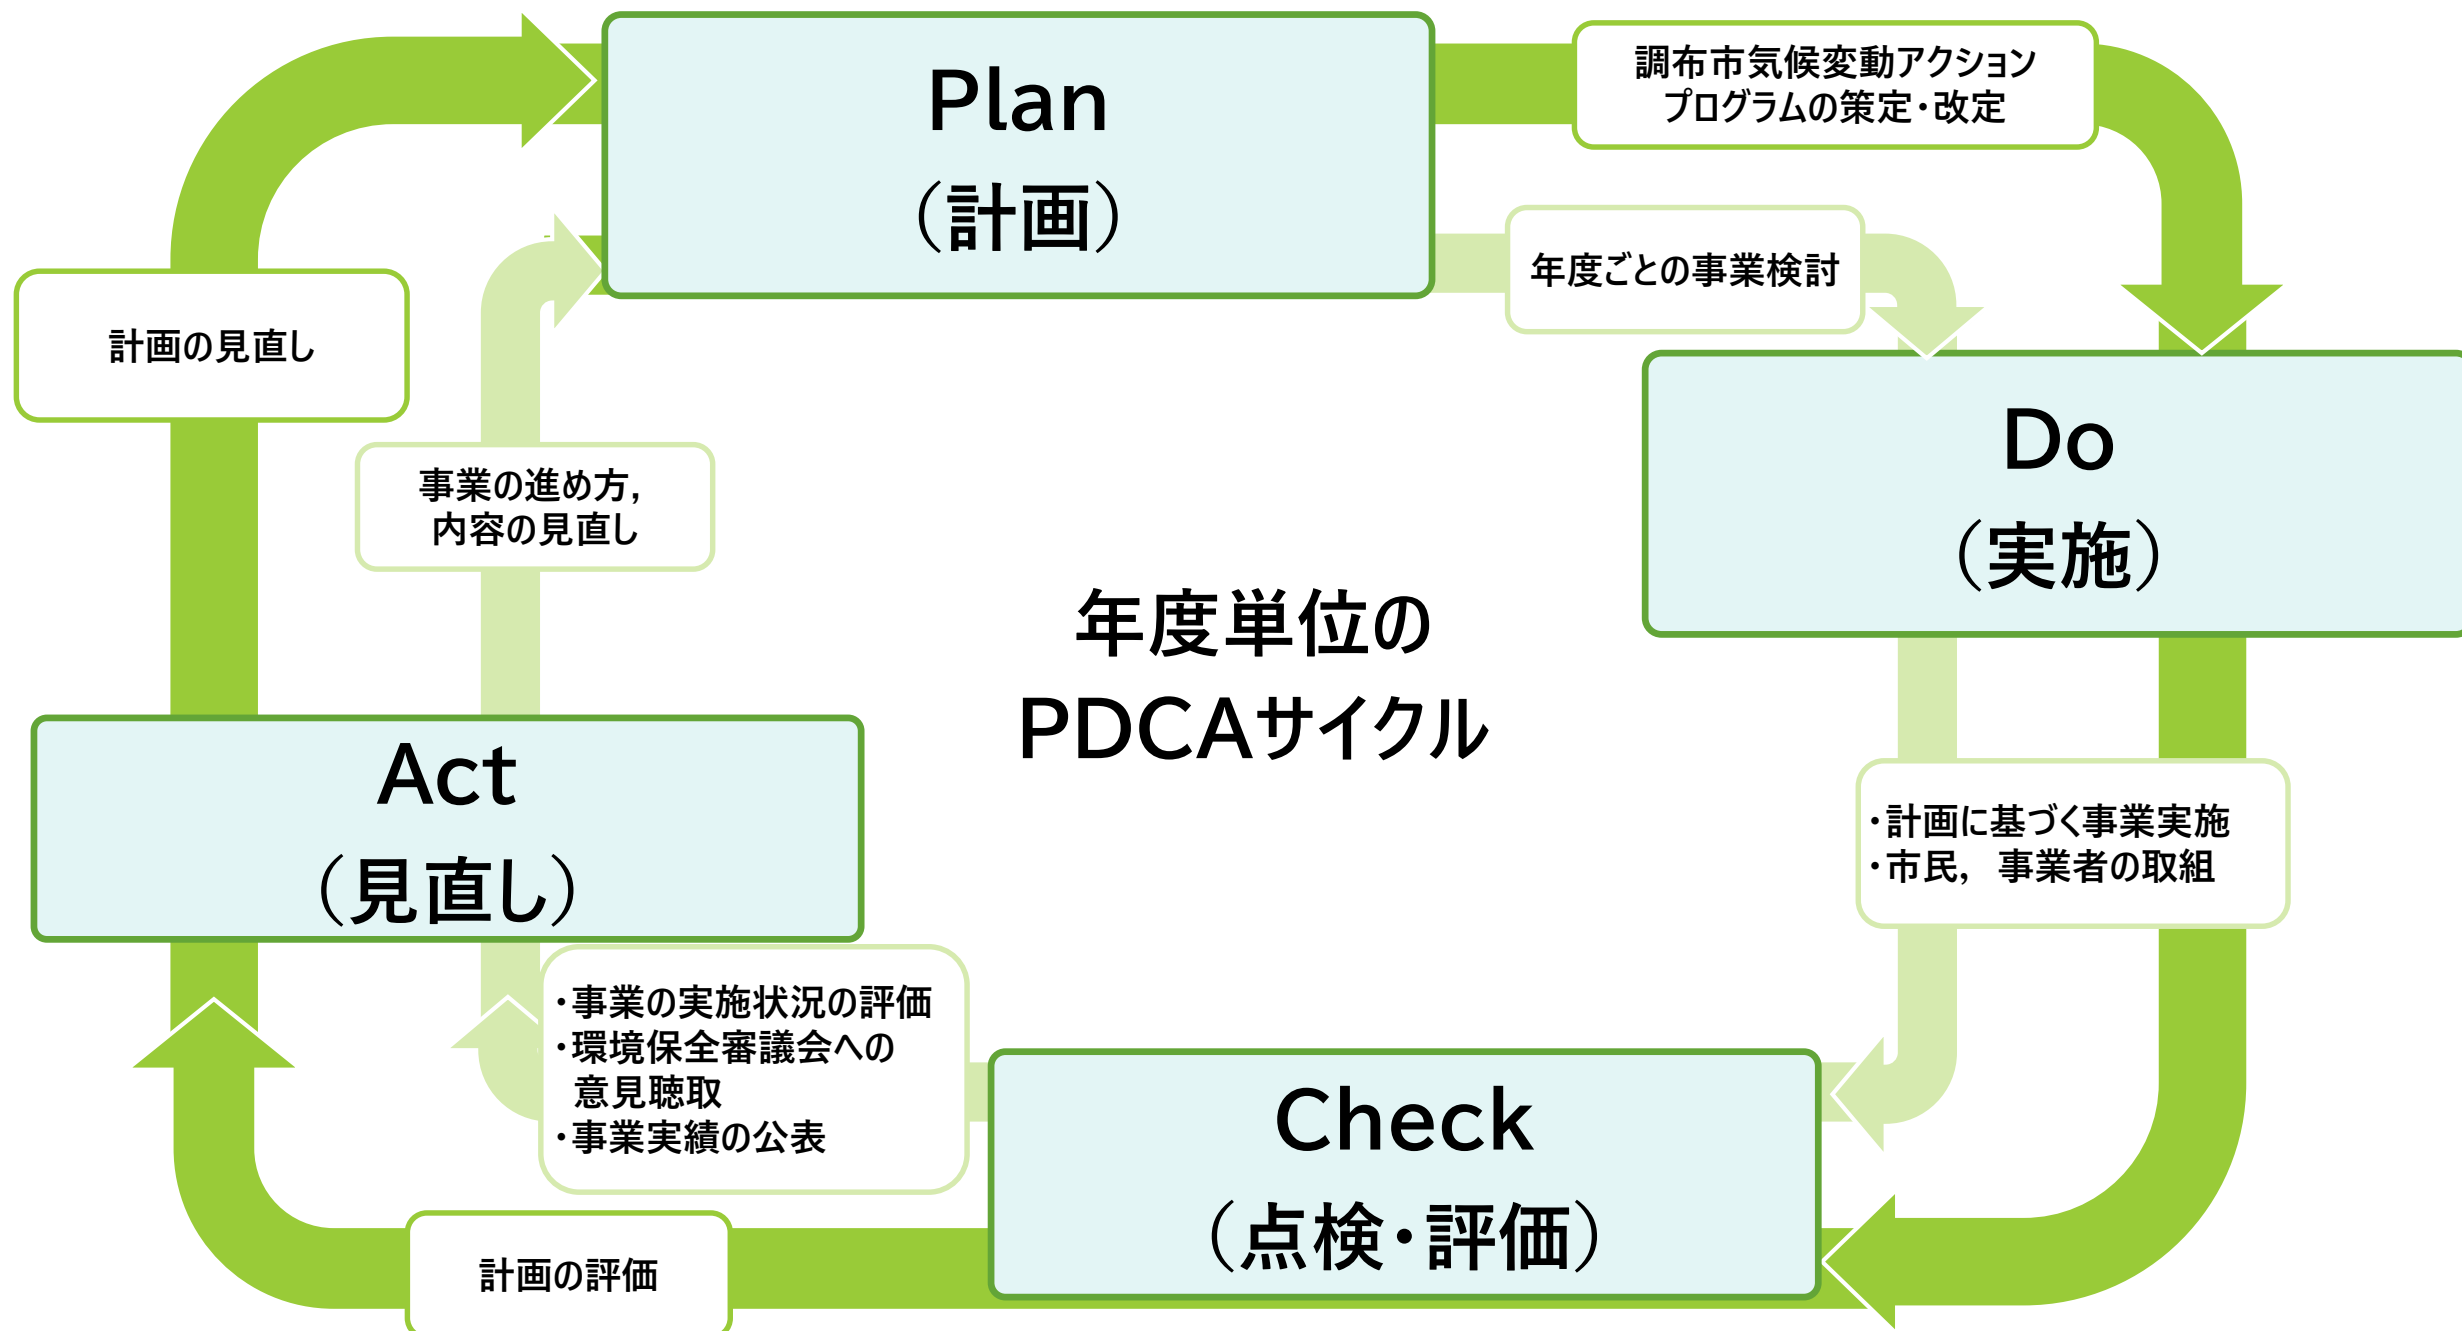 Plan
（計画）
調布市気候変動アクション
プログラムの策定・改定
年度ごとの事業検討
計画の見直し
事業の進め方，
内容の見直し
Do
（実施）
年度単位の
PDCAサイクル
Act
（見直し）
・計画に基づく事業実施
・市民，事業者の取組
・事業の実施状況の評価
・環境保全審議会への
意見聴取
・事業実績の公表
Check
（点検・評価）
計画の評価